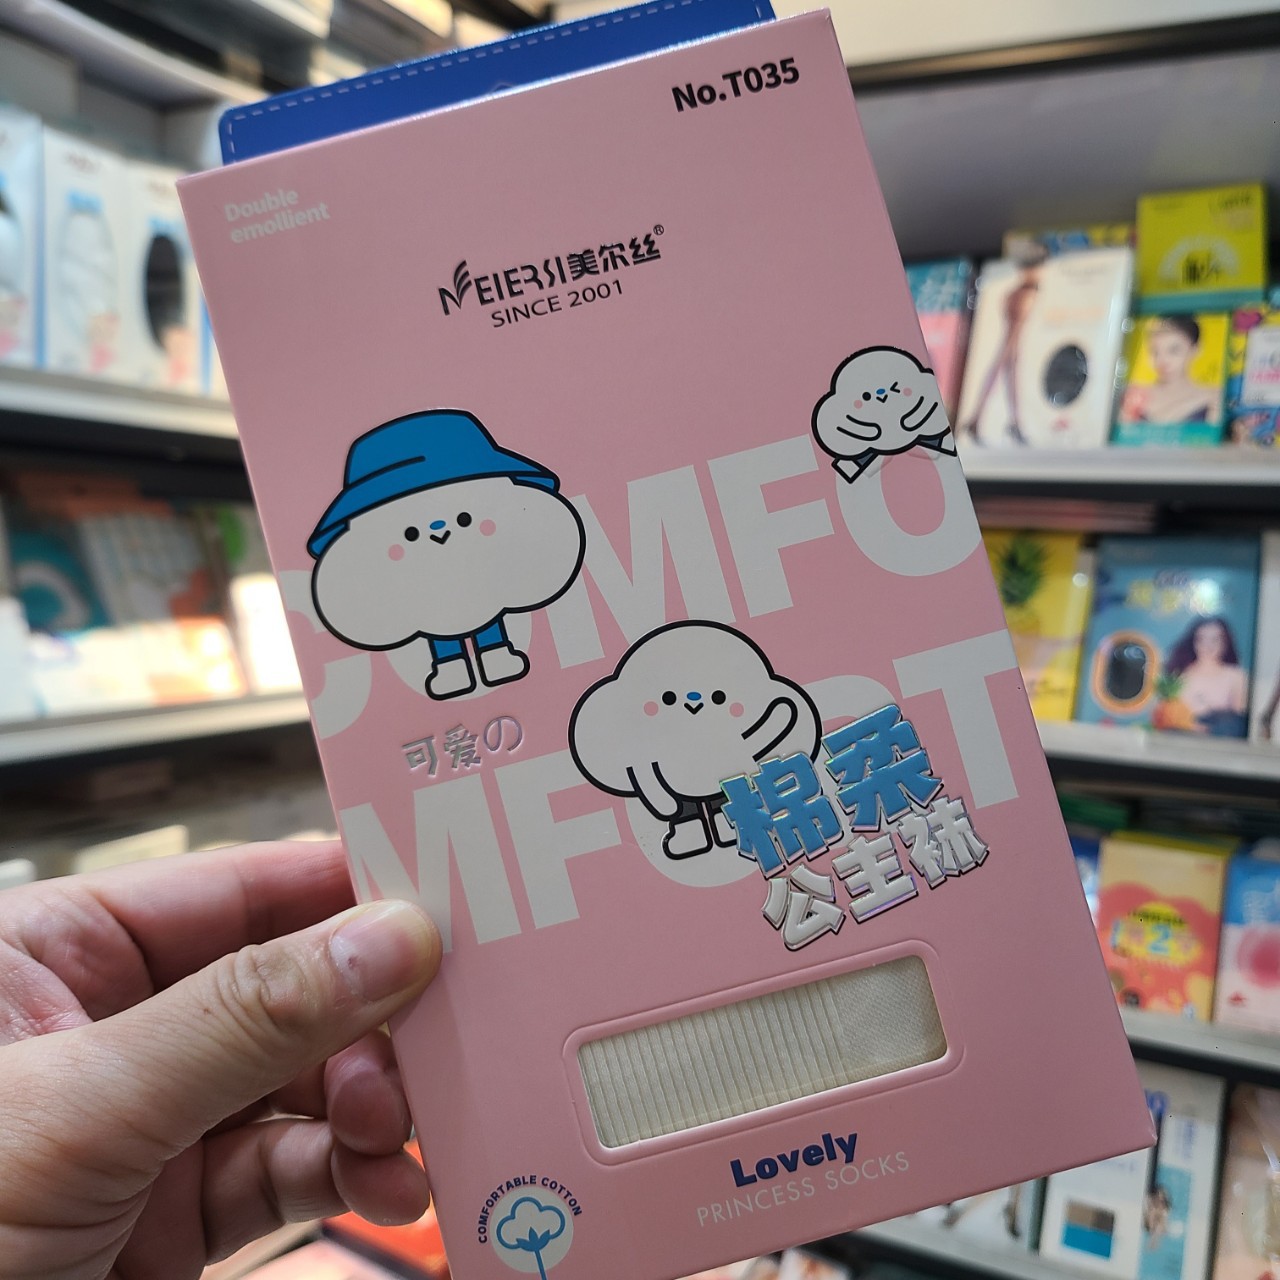 No.T035
Double
emollient
MEIERSI美尔丝®
SINCE 2001
COMFO
可爱の
MFORT
棉柔
公主袜
Lovely
PRINCESS SOCKS
COMFORTABLE COTTON